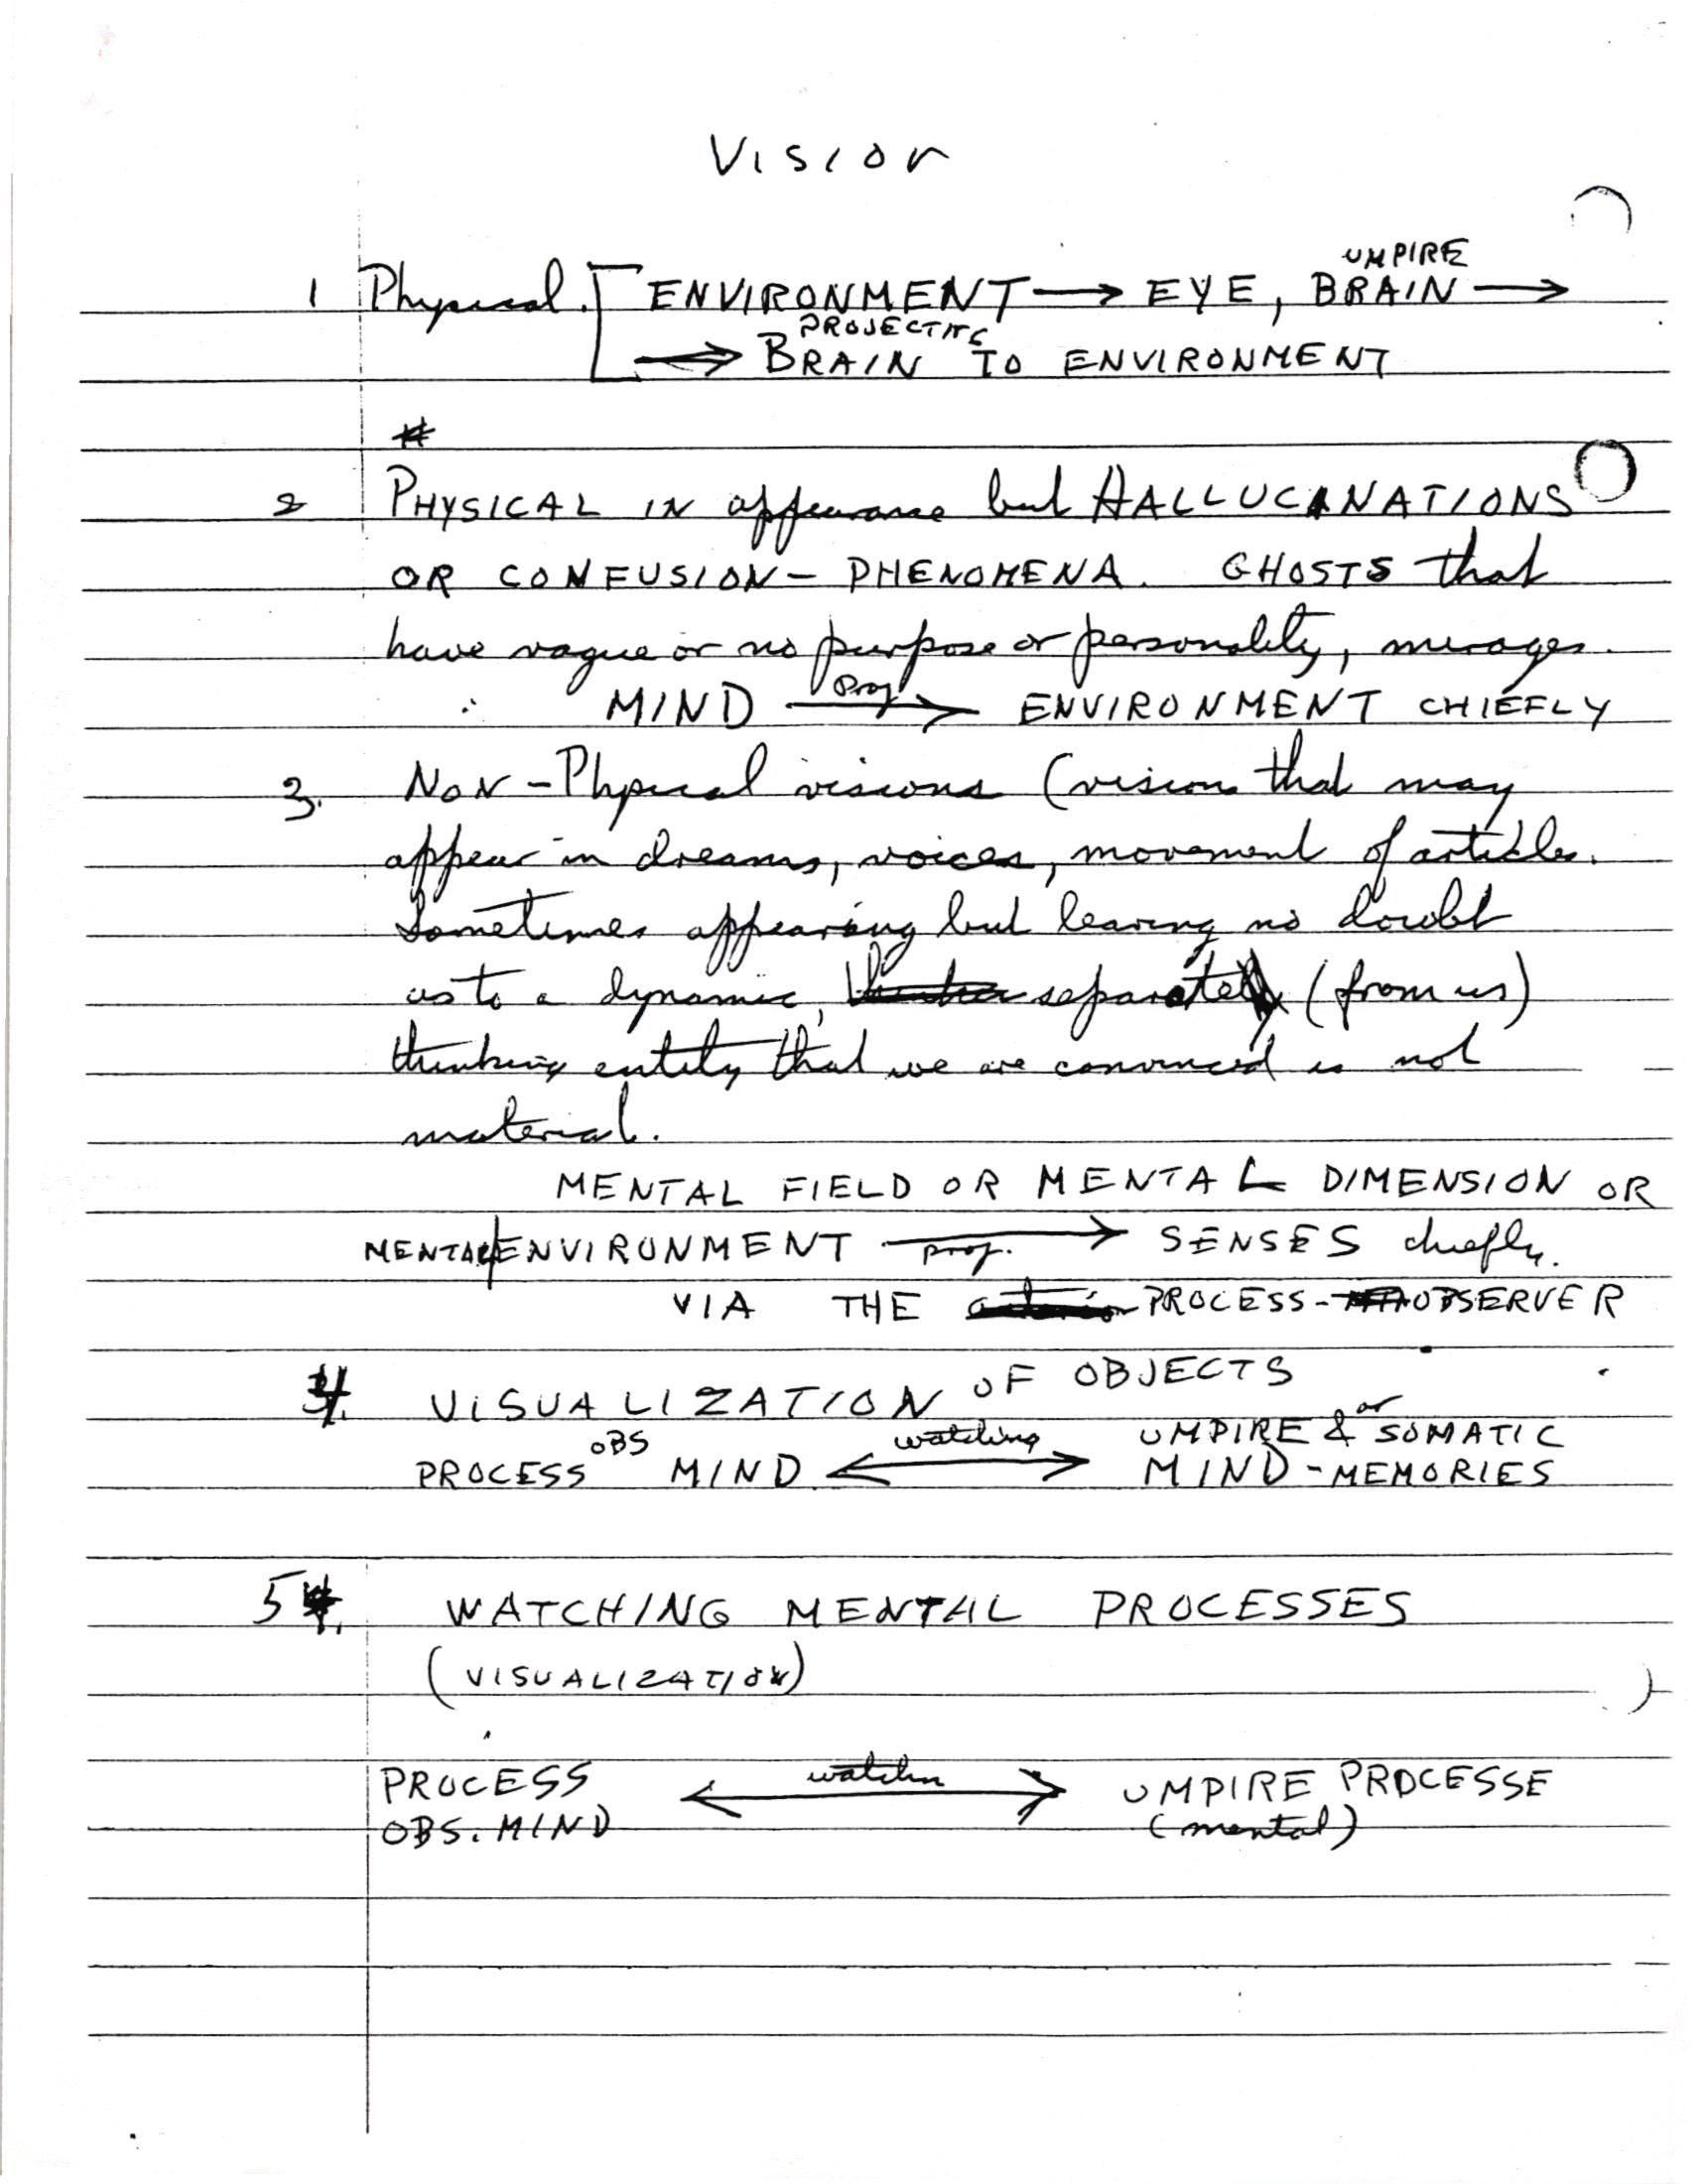 Vision
UMPIRE
1 Physical. [ ENVIRONMENT → EYE, BRAIN →
PROJECTING
⟹ BRAIN TO ENVIRONMENT
2 PHYSICAL IN appearance but HALLUCANATIONS
OR CONFUSION-PHENOMENA. GHOSTS that
have vague or no purpose or personality, mirages.
∴ MIND —Proj→ ENVIRONMENT CHIEFLY
3. Non-Physical visions (visions that may
appear in dreams, voices, movement of articles.
Sometimes appearing but leaving no doubt
as to a dynamic, separate (from us)
thinking entity that we are convinced is not
material.
MENTAL FIELD OR MENTAL DIMENSION OR
MENTAL ENVIRONMENT —proj.→ SENSES chiefly.
VIA THE PROCESS-OBSERVER
4. VISUALIZATION OF OBJECTS
OBS watching UMPIRE & or SOMATIC
PROCESS MIND ⟷ MIND-MEMORIES
5. WATCHING MENTAL PROCESSES
(VISUALIZATION)
PROCESS ⟷ UMPIRE PROCESSE
OBS. MIND (mental)